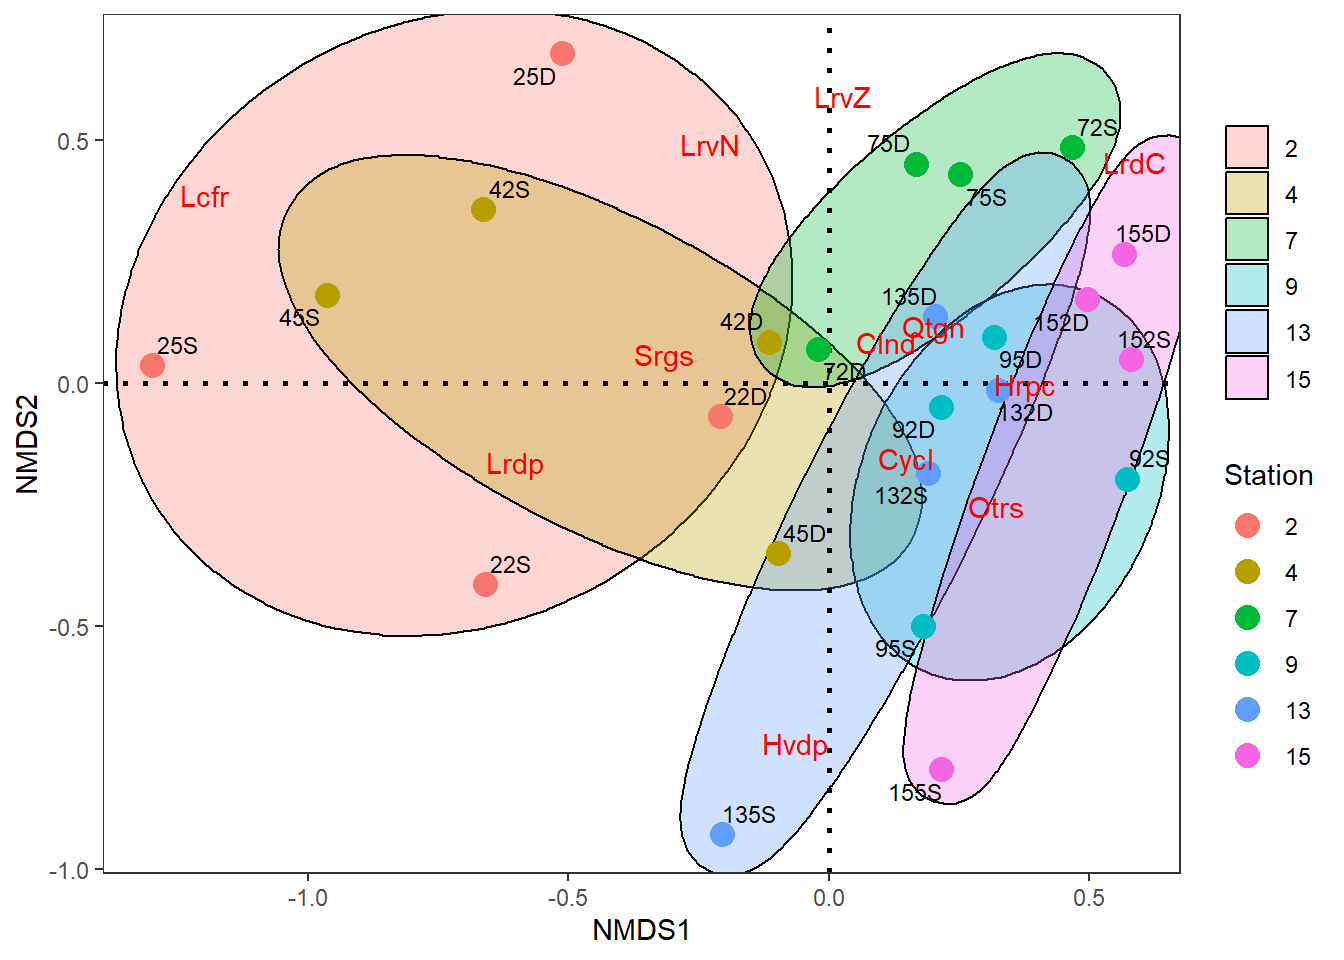 25D
LrvZ
LrvN
75D
72S
LrdC
0.5
Lcfr
42S
75S
155D
45S
42D
135D
Otgn
152D
152S
25S
Srgs
Clnd
72D
95D
0.0
22D
Hrpc
132D
92D
Lrdp
Cycl
92S
132S
Otrs
45D
22S
95S
-0.5
Hvdp
155S
135S
-1.0
-1.0
-0.5
0.0
0.5
NMDS1
NMDS2
2
4
7
9
13
15
Station
2
4
7
9
13
15